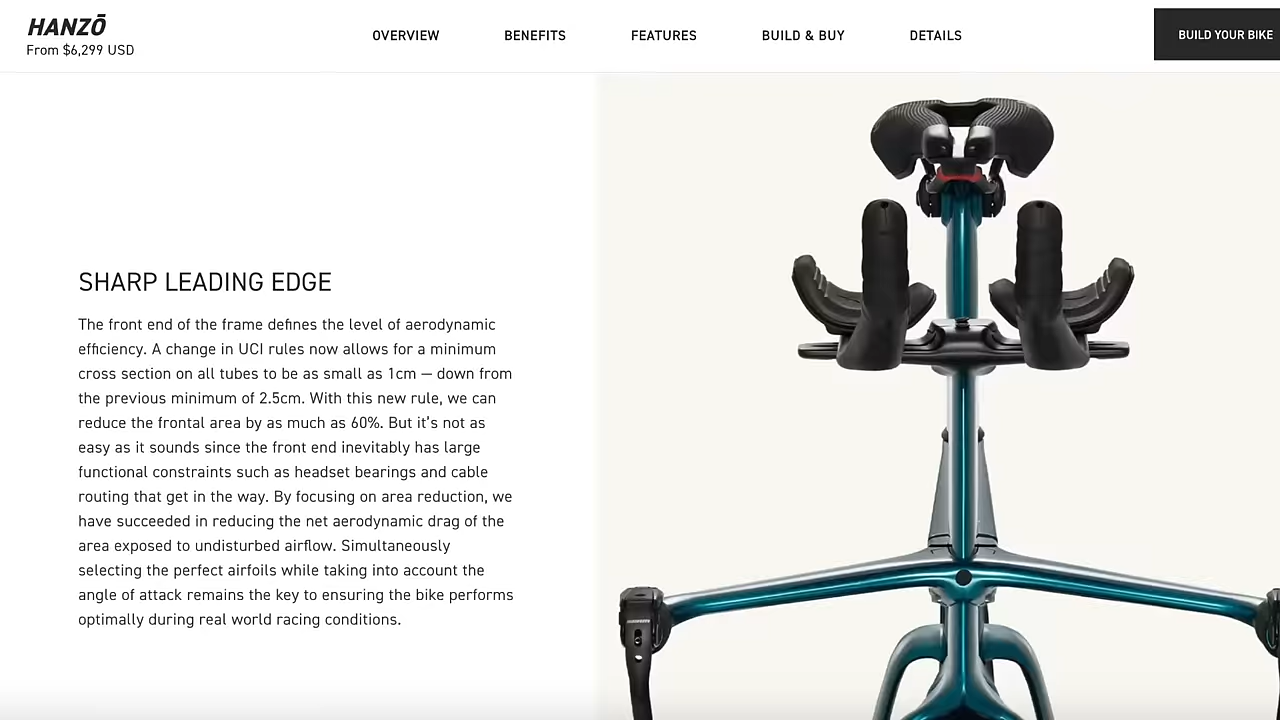 HANZŌ
From $6,299 USD
OVERVIEW
BENEFITS
FEATURES
BUILD & BUY
DETAILS
BUILD YOUR BIKE
SHARP LEADING EDGE
The front end of the frame defines the level of aerodynamic
efficiency. A change in UCI rules now allows for a minimum
cross section on all tubes to be as small as 1cm — down from
the previous minimum of 2.5cm. With this new rule, we can
reduce the frontal area by as much as 60%. But it’s not as
easy as it sounds since the front end inevitably has large
functional constraints such as headset bearings and cable
routing that get in the way. By focusing on area reduction, we
have succeeded in reducing the net aerodynamic drag of the
area exposed to undisturbed airflow. Simultaneously
selecting the perfect airfoils while taking into account the
angle of attack remains the key to ensuring the bike performs
optimally during real world racing conditions.